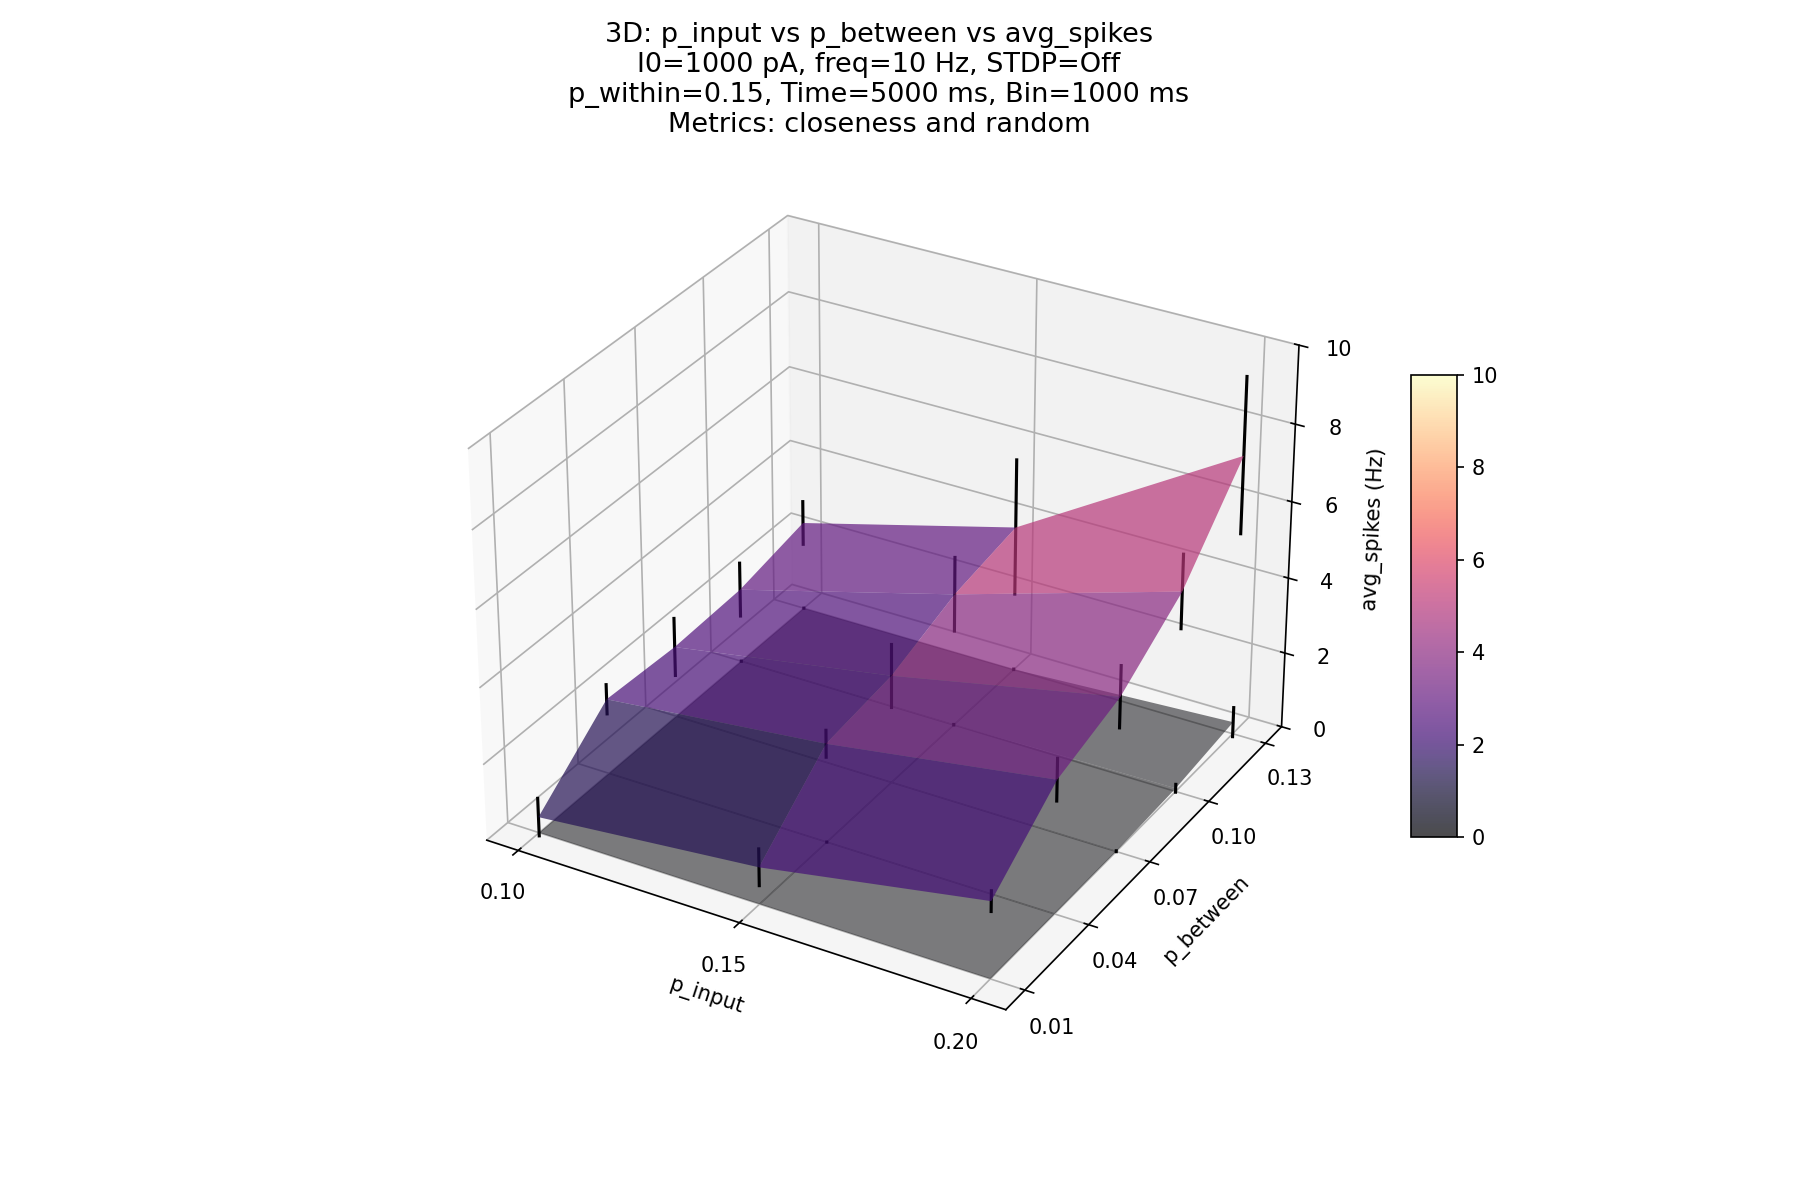 3D: p_input vs p_between vs avg_spikes
I0=1000 pA, freq=10 Hz, STDP=Off
p_within=0.15, Time=5000 ms, Bin=1000 ms
Metrics: closeness and random
10
8
6
4
2
0
avg_spikes (Hz)
10
8
6
4
2
0
0.10
0.15
0.20
p_input
0.01
0.04
0.07
0.10
0.13
p_between